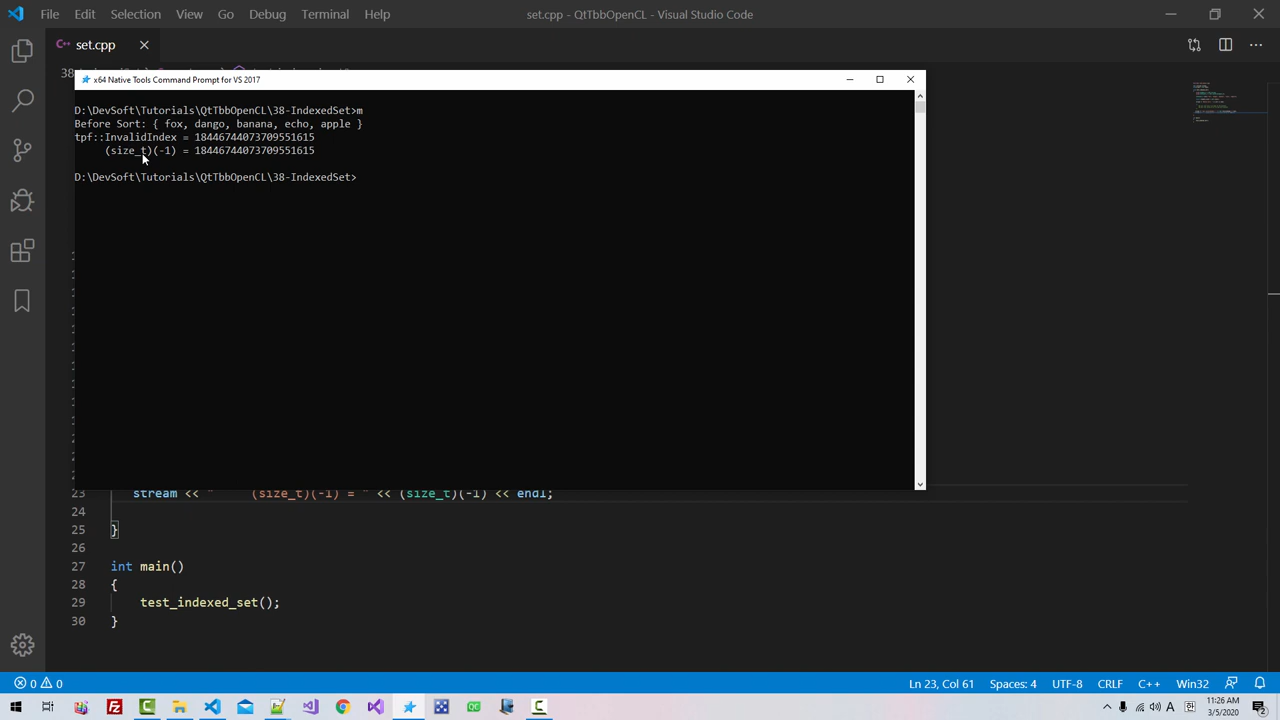 File Edit Selection View Go Debug Terminal Help set.cpp - QtTbbOpenCL - Visual Studio Code
set.cpp
x64 Native Tools Command Prompt for VS 2017
D:\DevSoft\Tutorials\QtTbbOpenCL\38-IndexedSet>m
Before Sort: { fox, dango, banana, echo, apple }
tpf::InvalidIndex = 18446744073709551615
(size_t)(-1) = 18446744073709551615
D:\DevSoft\Tutorials\QtTbbOpenCL\38-IndexedSet>
23 stream << " (size_t)(-1) = " << (size_t)(-1) << endl;
24
25 }
26
27 int main()
28 {
29 test_indexed_set();
30 }
0 0 Ln 23, Col 61 Spaces: 4 UTF-8 CRLF C++ Win32
11:26 AM
3/5/2020